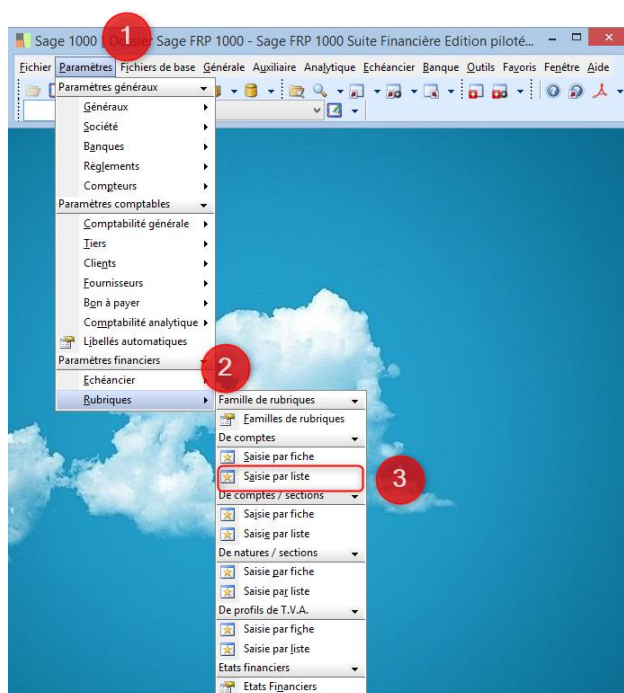 1
Sage 1000 Dossier Sage FRP 1000 - Sage FRP 1000 Suite Financière Edition piloté...
Fichier Paramètres Fichiers de base Générale Auxiliaire Analytique Echéancier Banque Outils Favoris Fenêtre Aide
Paramètres généraux
Généraux
Société
Banques
Règlements
Compteurs
Paramètres comptables
Comptabilité générale
Tiers
Clients
Fournisseurs
Bon à payer
Comptabilité analytique
Libellés automatiques
Paramètres financiers
2
Echéancier
Rubriques
Famille de rubriques
Familles de rubriques
De comptes
Saisie par fiche
Saisie par liste
3
De comptes / sections
Saisie par fiche
Saisie par liste
De natures / sections
Saisie par fiche
Saisie par liste
De profils de T.V.A.
Saisie par fiche
Saisie par liste
Etats financiers
Etats Financiers